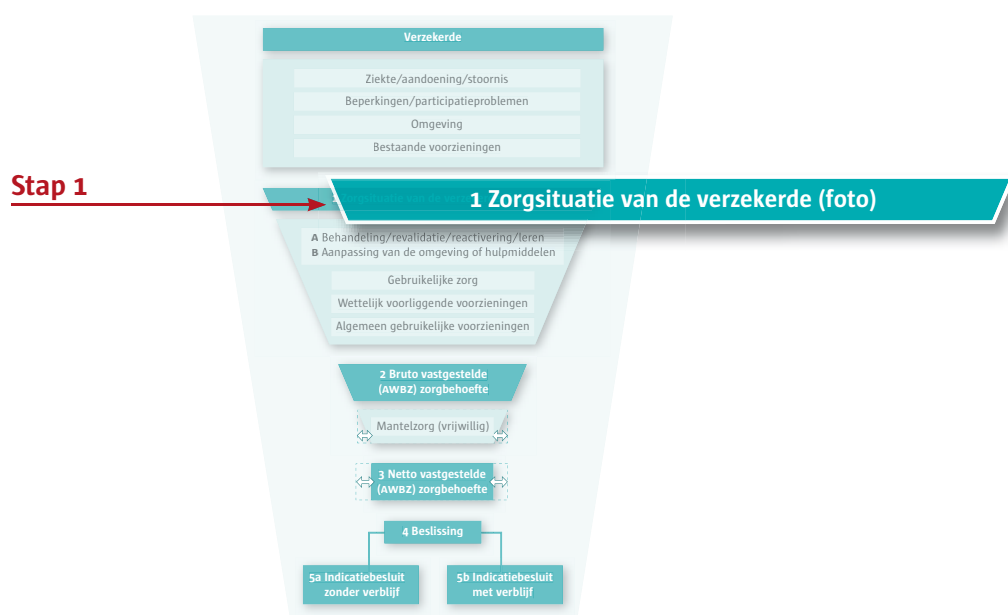 Verzekerde
Ziekte/aandoening/stoornis
Beperkingen/participatieproblemen
Omgeving
Bestaande voorzieningen
Stap 1
1 Zorgsituatie van de verzekerde (foto)
A Behandeling/revalidatie/reactivering/leren
B Aanpassing van de omgeving of hulpmiddelen
Gebruikelijke zorg
Wettelijk voorliggende voorzieningen
Algemeen gebruikelijke voorzieningen
2 Bruto vastgestelde
(AWBZ) zorgbehoefte
Mantelzorg (vrijwillig)
3 Netto vastgestelde
(AWBZ) zorgbehoefte
4 Beslissing
5a Indicatiebesluit
zonder verblijf
5b Indicatiebesluit
met verblijf